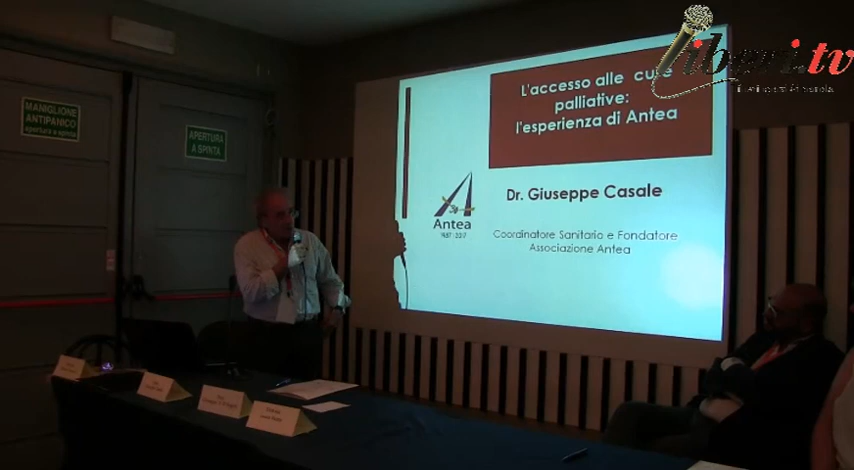 MANIGLIONE
ANTIPANICO
apertura a spinta
APERTURA
A SPINTA
L'accesso alle cure
palliative:
l'esperienza di Antea
Dr. Giuseppe Casale
Antea
Coordinatore Sanitario e Fondatore
Associazione Antea
liberi.tv